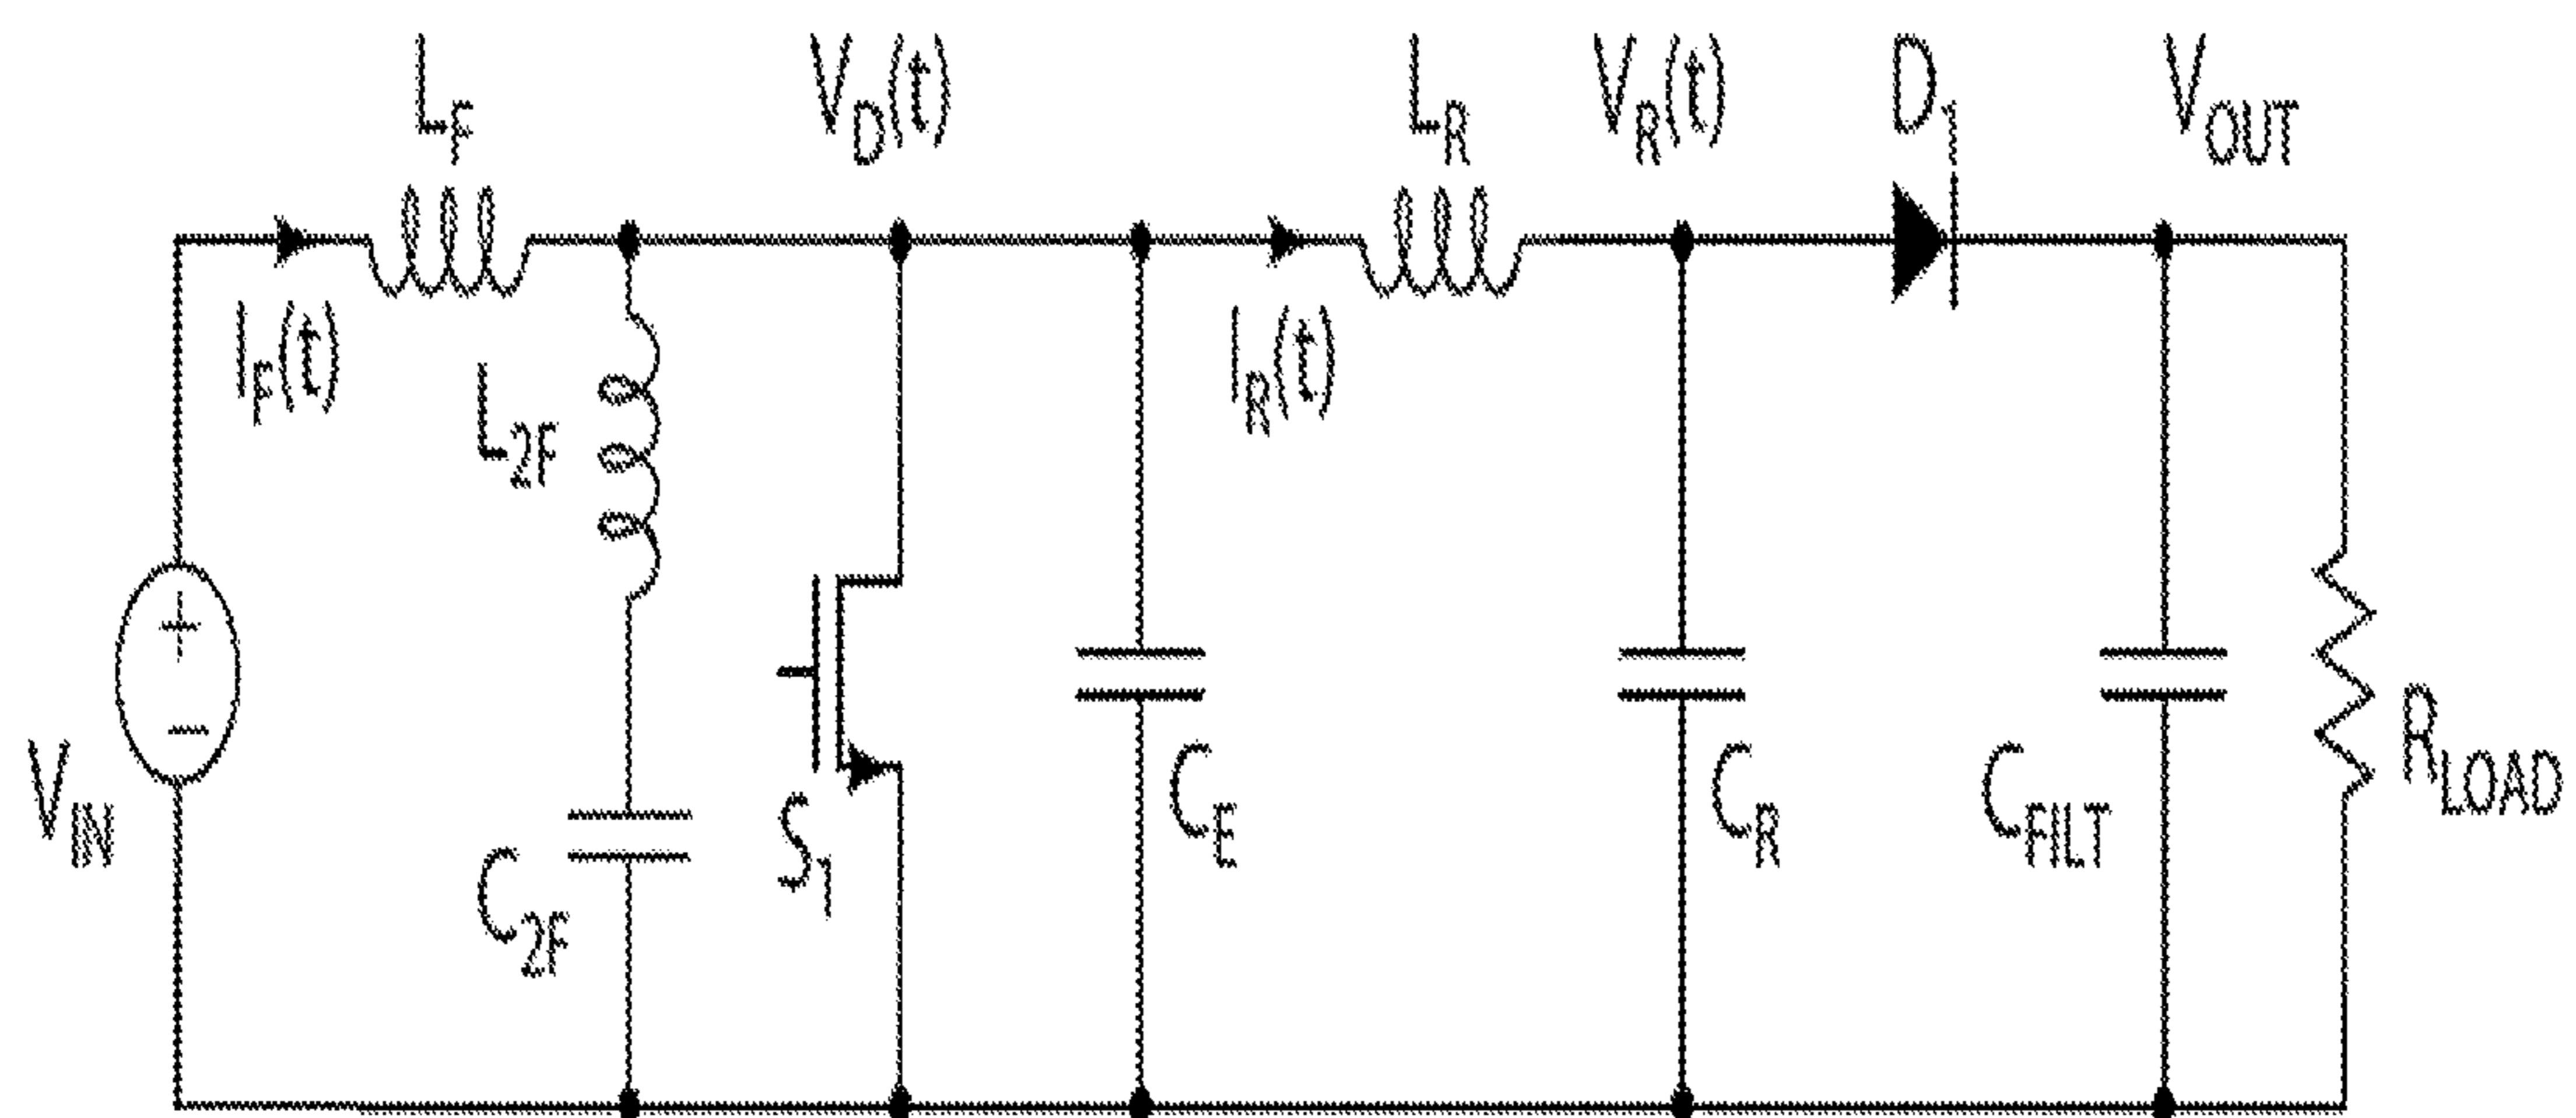 L_F V_D(t) L_R V_R(t) D_1 V_OUT
I_F(t) I_R(t)
L_2F
+
−
V_IN C_2F S_1 C_E C_R C_FILT R_LOAD